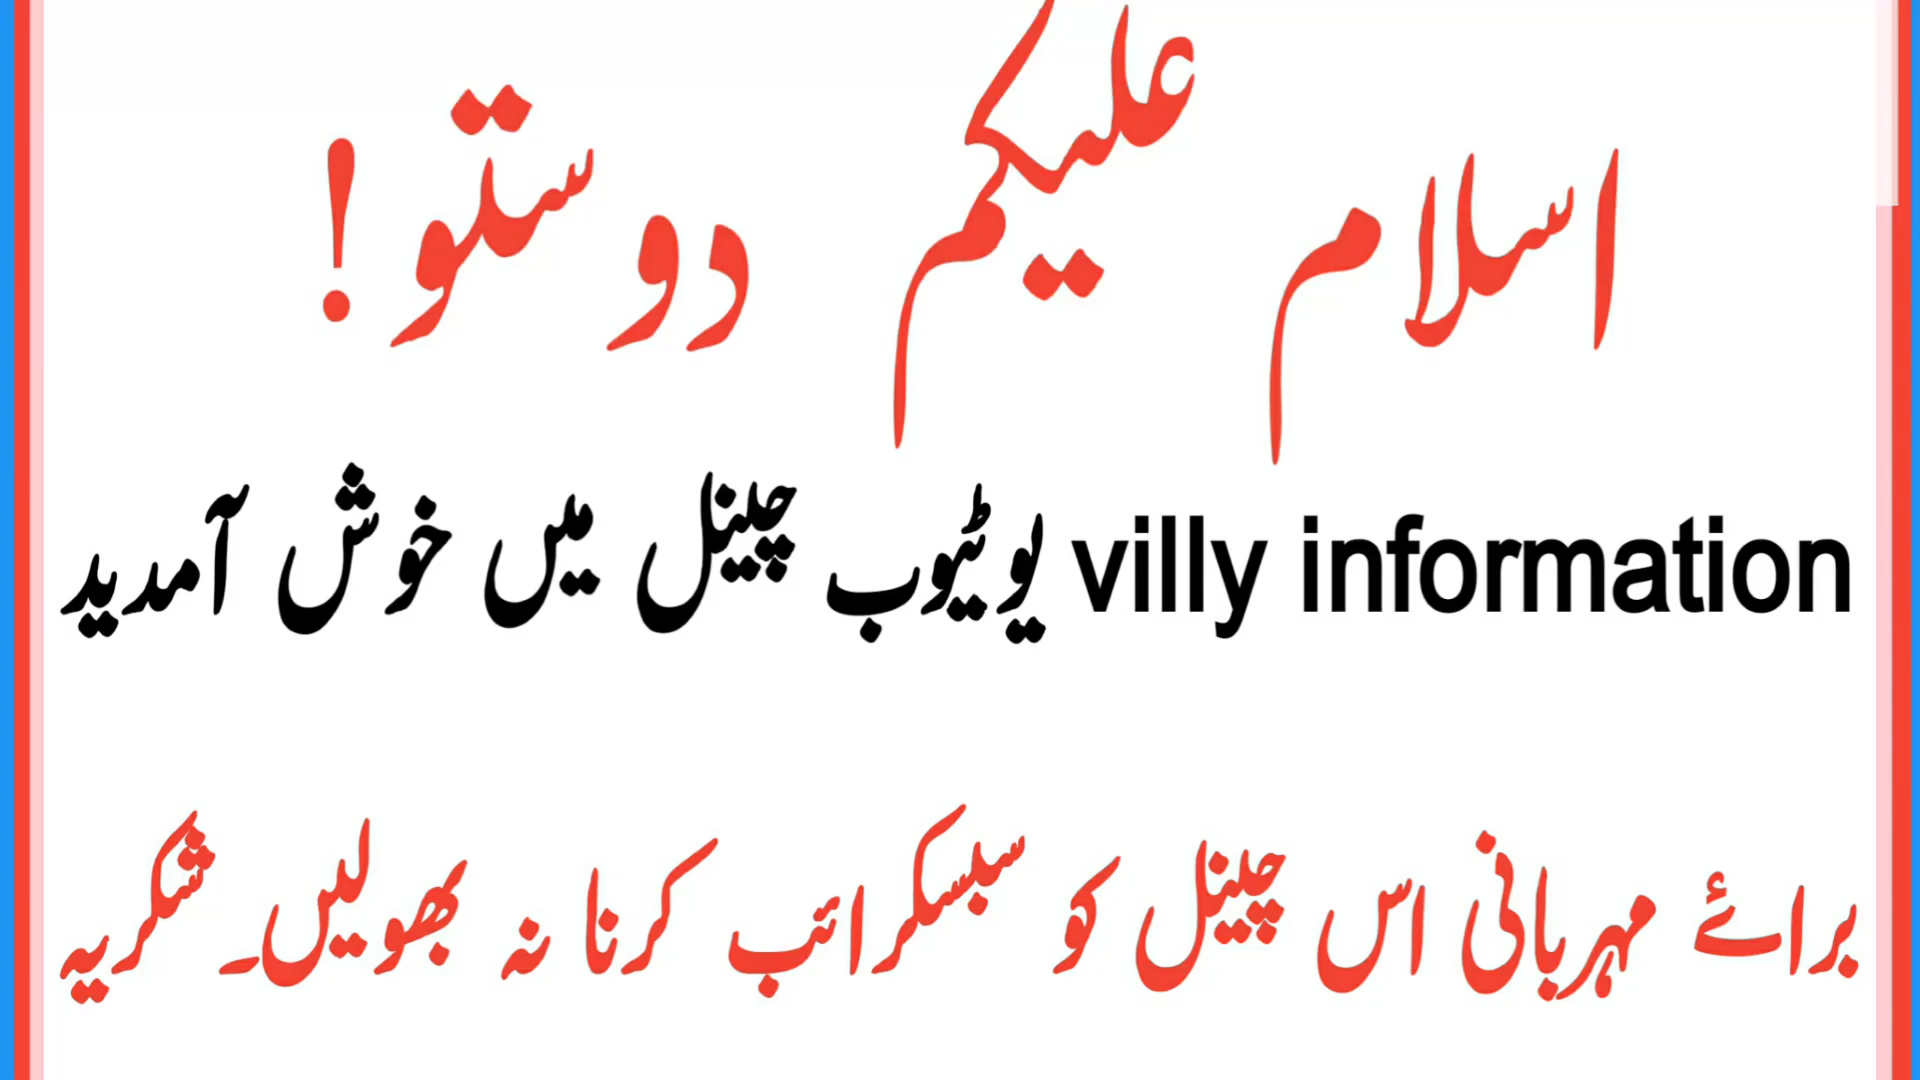 اسلام علیکم دوستو!
villy information یوٹیوب چینل میں خوش آمدید
برائے مہربانی اس چینل کو سبسکرائب کرنا نہ بھولیں۔ شکریہ